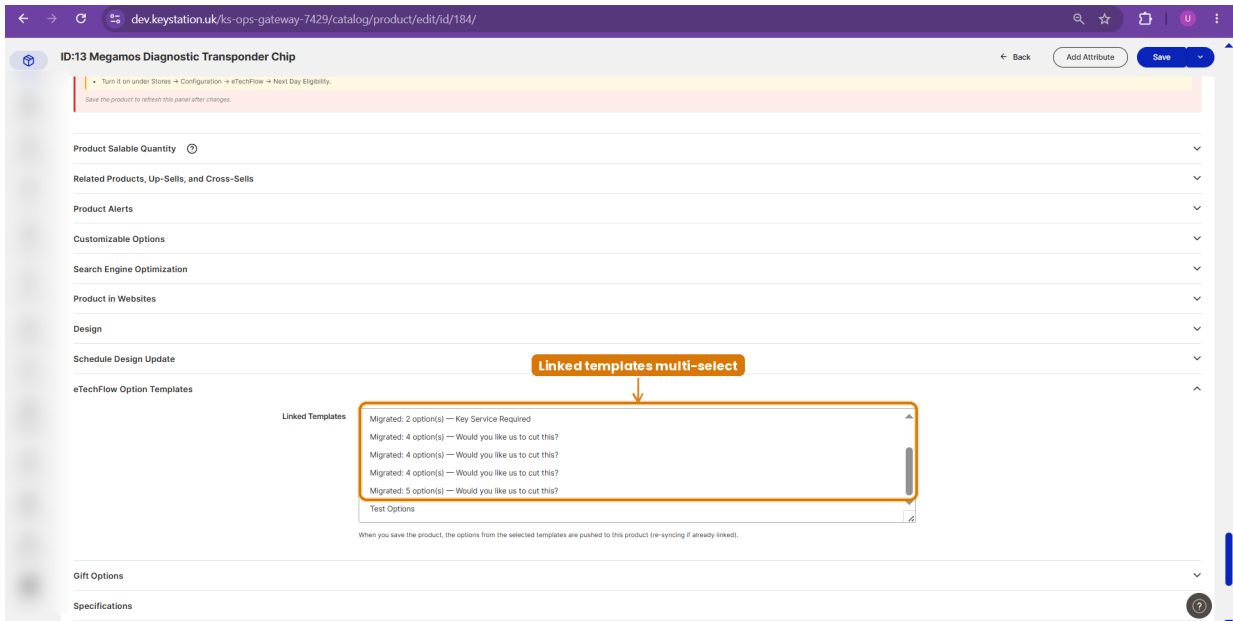 dev.keystation.uk/ks-ops-gateway-7429/catalog/product/edit/id/184/
U
ID:13 Megamos Diagnostic Transponder Chip
← Back
Add Attribute
Save
• Turn it on under Stores → Configuration → eTechFlow → Next Day Eligibility.
Save the product to refresh this panel after changes.
Product Salable Quantity ?
Related Products, Up-Sells, and Cross-Sells
Product Alerts
Customizable Options
Search Engine Optimization
Product in Websites
Design
Schedule Design Update
Linked templates multi-select
eTechFlow Option Templates
Linked Templates
Migrated: 2 option(s) — Key Service Required
Migrated: 4 option(s) — Would you like us to cut this?
Migrated: 4 option(s) — Would you like us to cut this?
Migrated: 4 option(s) — Would you like us to cut this?
Migrated: 5 option(s) — Would you like us to cut this?
Test Options
When you save the product, the options from the selected templates are pushed to this product (re-syncing if already linked).
Gift Options
Specifications
?